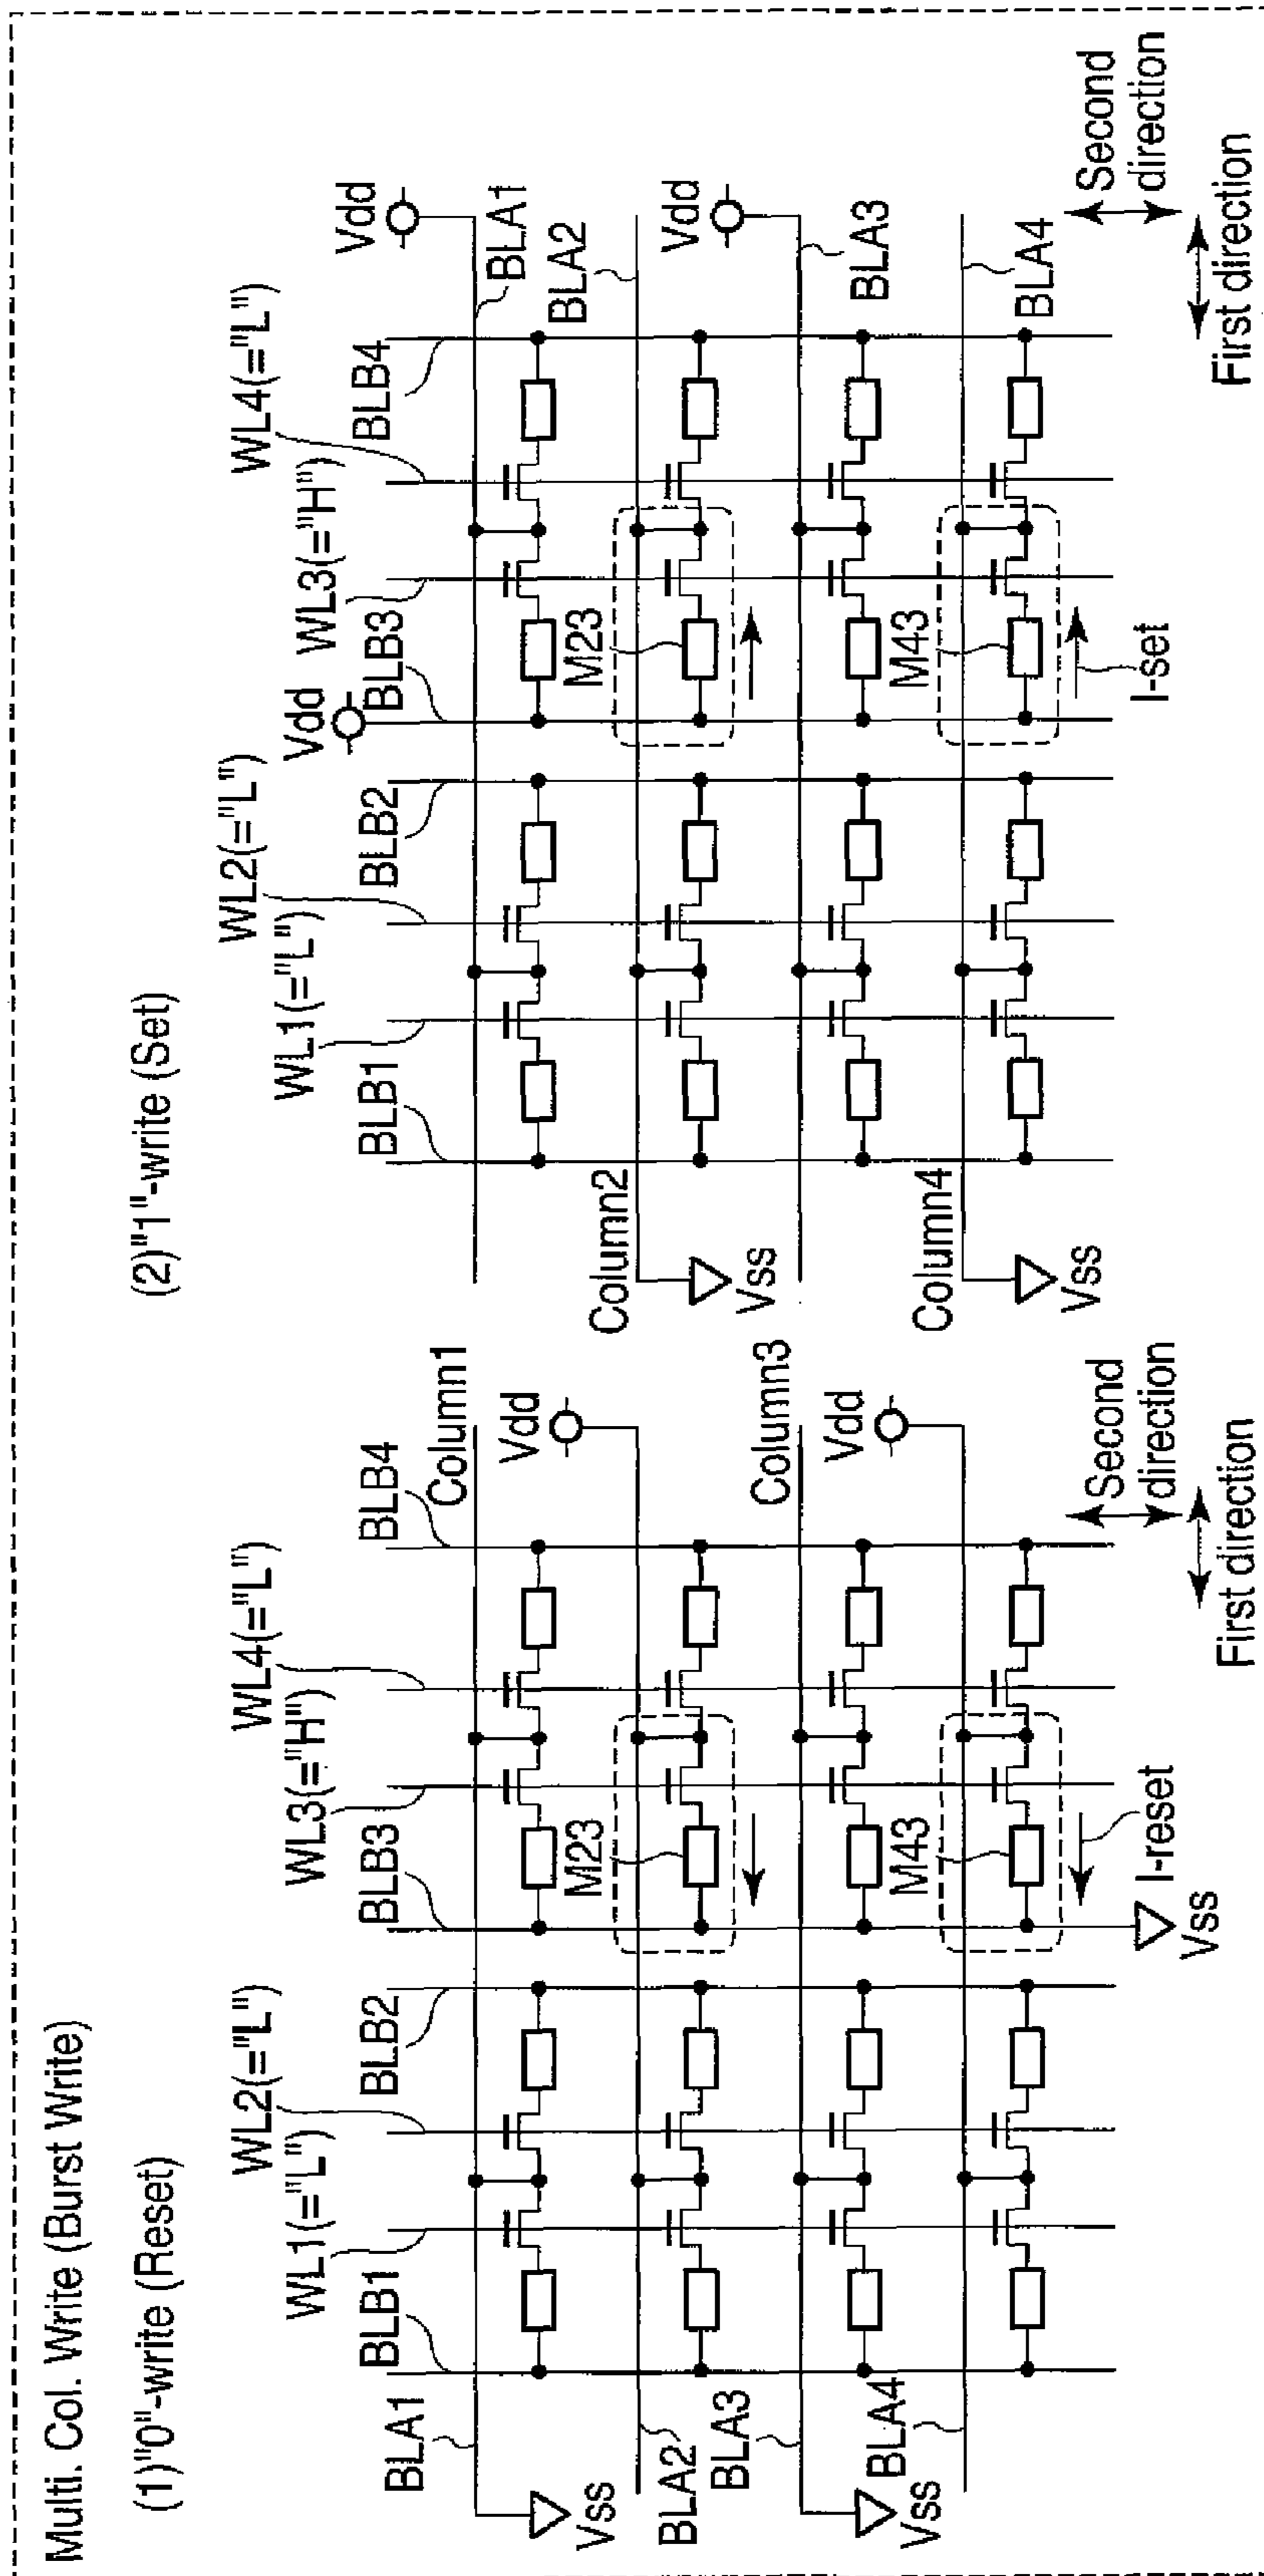 Multi. Col. Write (Burst Write)
(1)"0"-write (Reset)
WL1(="L")
WL2(="L")
WL3(="H")
WL4(="L")
BLB1
BLB2
BLB3
BLB4
BLA1
Column1
Vss
Vdd
M23
BLA2
BLA3
Column3
Vss
Vdd
M43
BLA4
I-reset
Vss
Second
direction
First direction
(2)"1"-write (Set)
WL1(="L")
WL2(="L")
WL3(="H")
WL4(="L")
BLB1
BLB2
Vdd
BLB3
BLB4
Vdd
BLA1
BLA2
Column2
Vss
M23
Vdd
BLA3
Column4
Vss
M43
BLA4
I-set
Second
direction
First direction